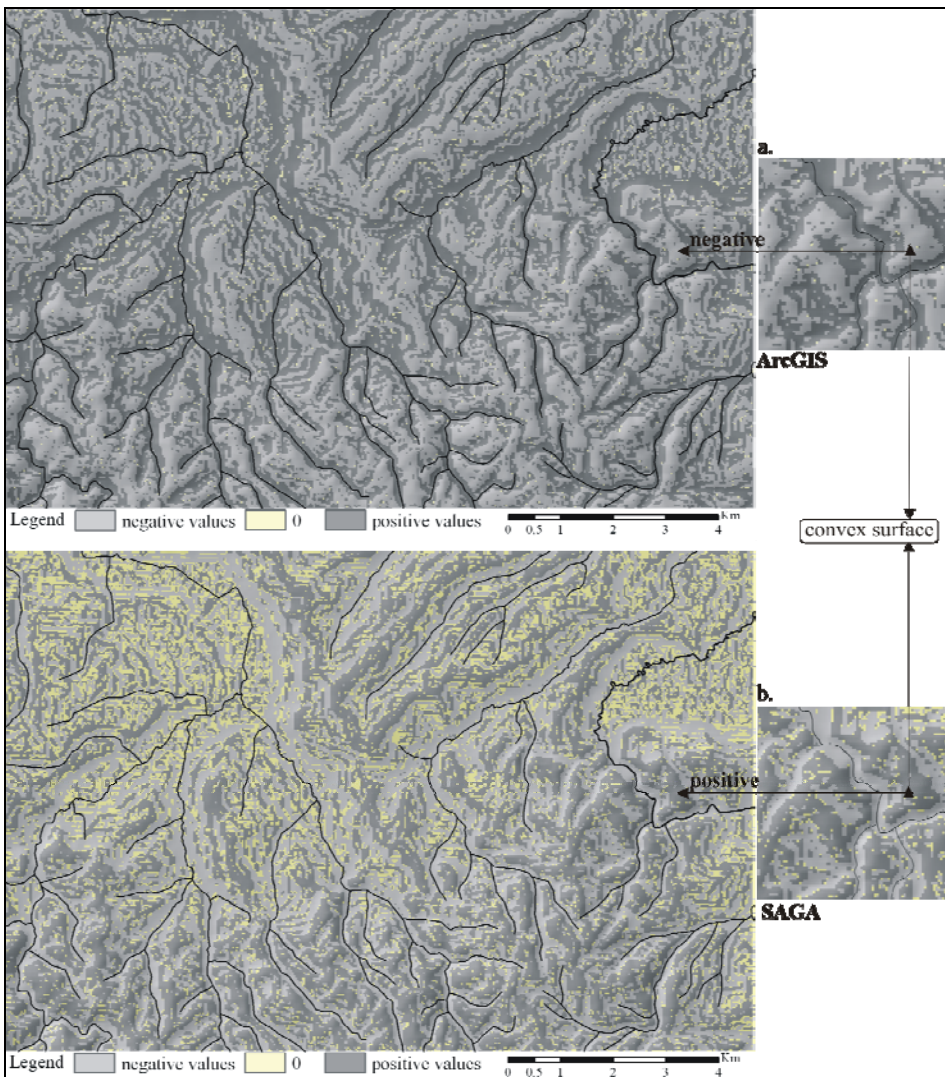 a.
negative
ArcGIS
Legend negative values 0 positive values
Km
0 0.5 1 2 3 4
convex surface
b.
positive
SAGA
Legend negative values 0 positive values
Km
0 0.5 1 2 3 4